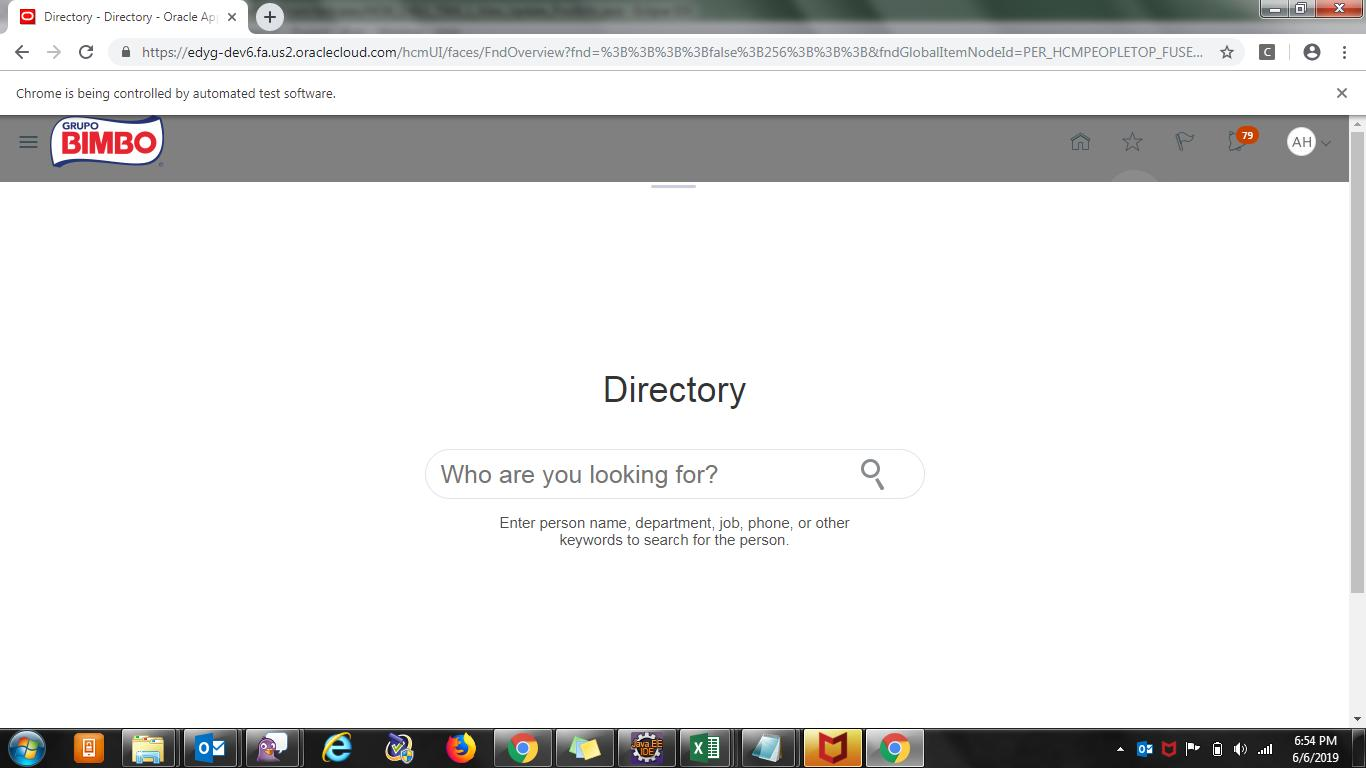 Directory - Directory - Oracle Ap
https://edyg-dev6.fa.us2.oraclecloud.com/hcmUI/faces/FndOverview?fnd=%3B%3B%3B%3Bfalse%3B256%3B%3B%3B&fndGlobalItemNodeId=PER_HCMPEOPLETOP_FUSE...
C
Chrome is being controlled by automated test software.
GRUPO
BIMBO
79
AH
Directory
Who are you looking for?
Enter person name, department, job, phone, or other
keywords to search for the person.
Java EE
IDE
6:54 PM
6/6/2019